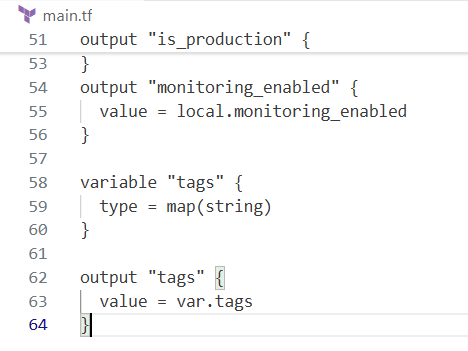 main.tf
51 output "is_production" {
53 }
54 output "monitoring_enabled" {
55 value = local.monitoring_enabled
56 }
57
58 variable "tags" {
59 type = map(string)
60 }
61
62 output "tags" {
63 value = var.tags
64 }